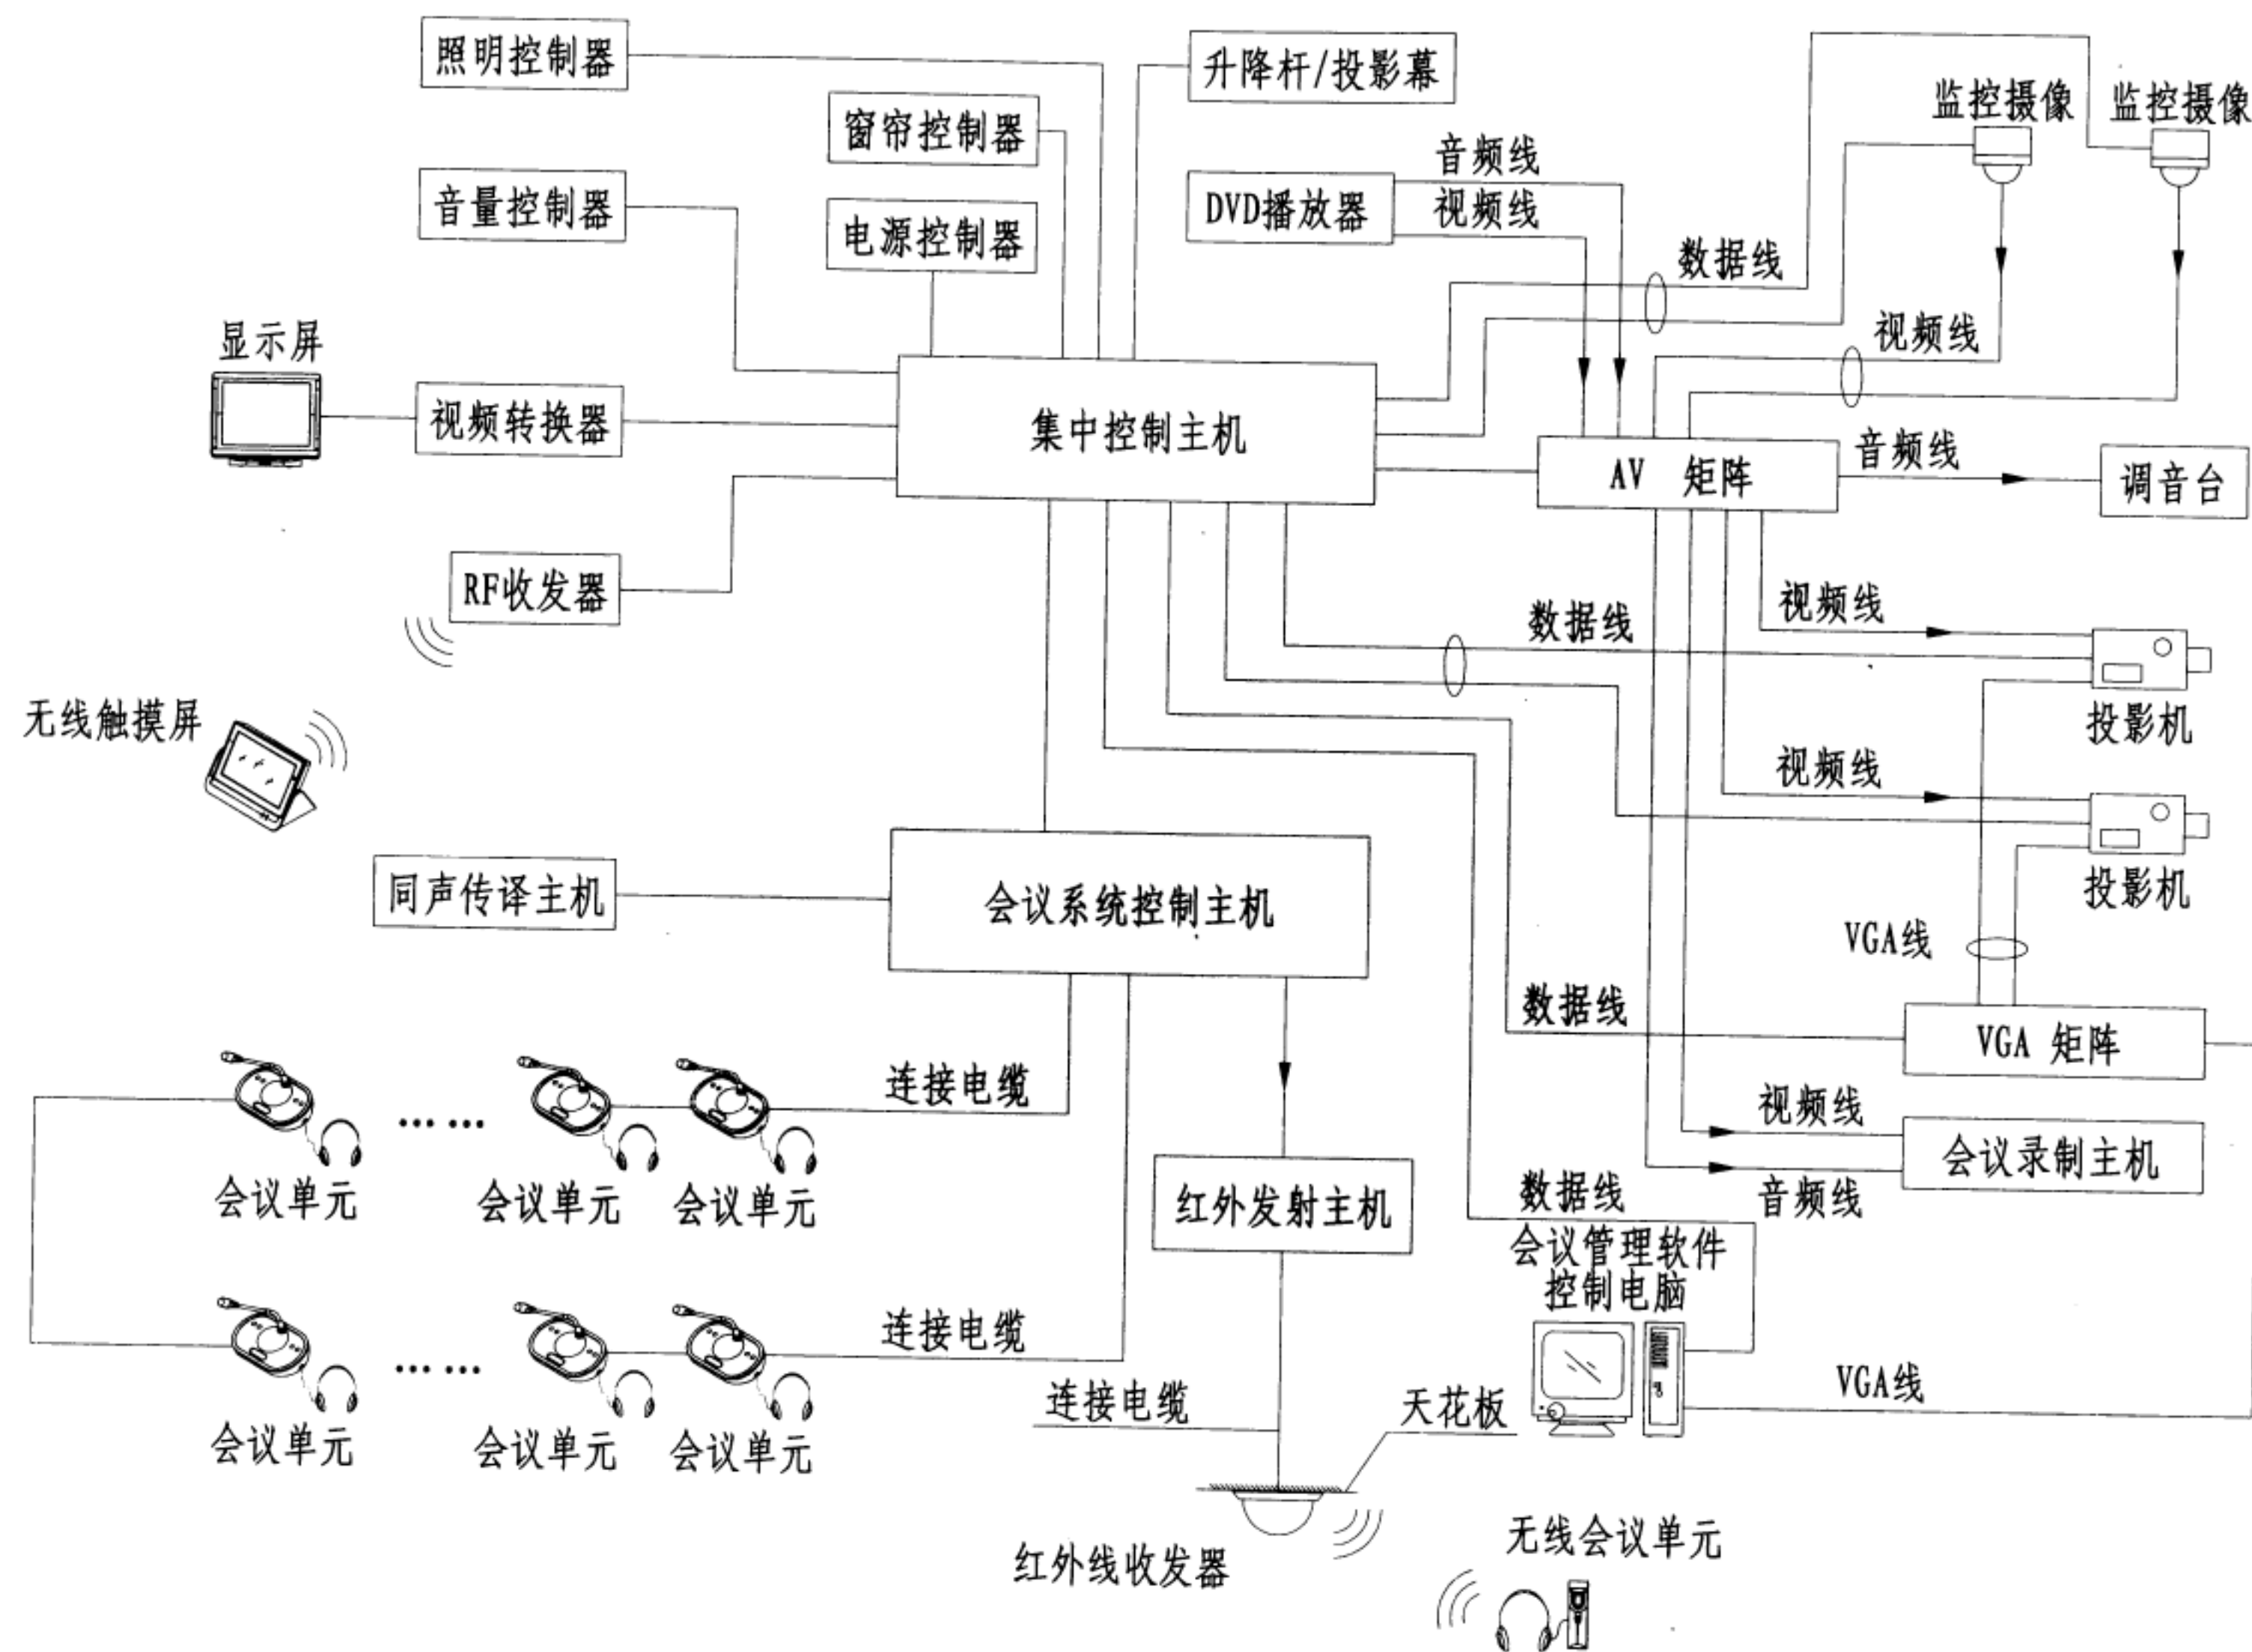 照明控制器
升降杆/投影幕
监控摄像
监控摄像
窗帘控制器
音频线
音量控制器
DVD播放器
视频线
电源控制器
数据线
显示屏
视频线
视频转换器
集中控制主机
音频线
AV 矩阵
调音台
RF收发器
视频线
数据线
无线触摸屏
投影机
视频线
同声传译主机
会议系统控制主机
投影机
VGA线
数据线
VGA 矩阵
连接电缆
视频线
会议录制主机
会议单元
会议单元
会议单元
红外发射主机
数据线
音频线
会议管理软件
控制电脑
连接电缆
VGA线
连接电缆
天花板
会议单元
会议单元
会议单元
无线会议单元
红外线收发器